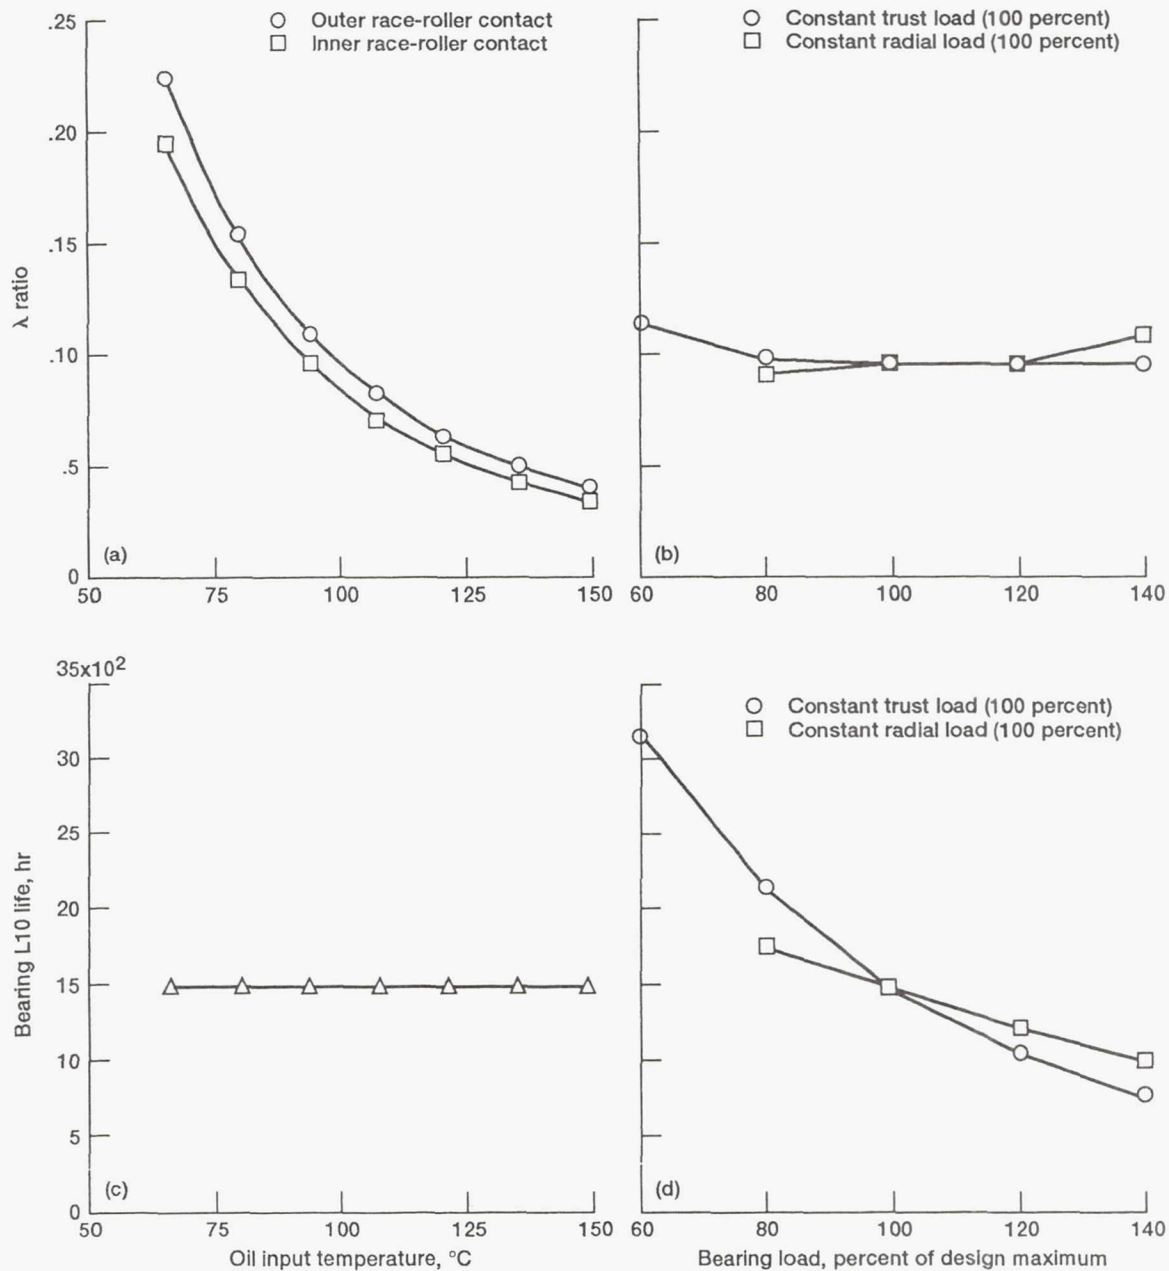 Outer race-roller contact
Inner race-roller contact
.25
.20
.15
.10
.5
0
λ ratio
(a)
50 75 100 125 150
Constant trust load (100 percent)
Constant radial load (100 percent)
(b)
60 80 100 120 140
35x10²
30
25
20
15
10
5
0
Bearing L10 life, hr
(c)
50 75 100 125 150
Oil input temperature, °C
Constant trust load (100 percent)
Constant radial load (100 percent)
(d)
60 80 100 120 140
Bearing load, percent of design maximum